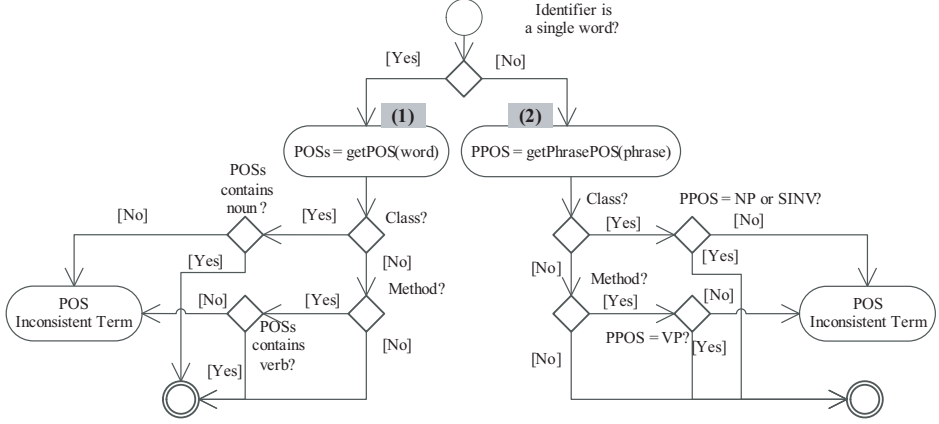 Identifier is
a single word?
[Yes]
[No]
(1)
(2)
POSs = getPOS(word)
PPOS = getPhrasePOS(phrase)
POSs
contains
noun ?
[No]
[Yes]
Class?
Class?
[Yes]
PPOS = NP or SINV?
[No]
[Yes]
[No]
[Yes]
[No]
Method?
Method?
POS
Inconsistent Term
[No]
[Yes]
[Yes]
[No]
POS
Inconsistent Term
POSs
contains
verb?
[Yes]
[No]
PPOS = VP?
[Yes]
[No]